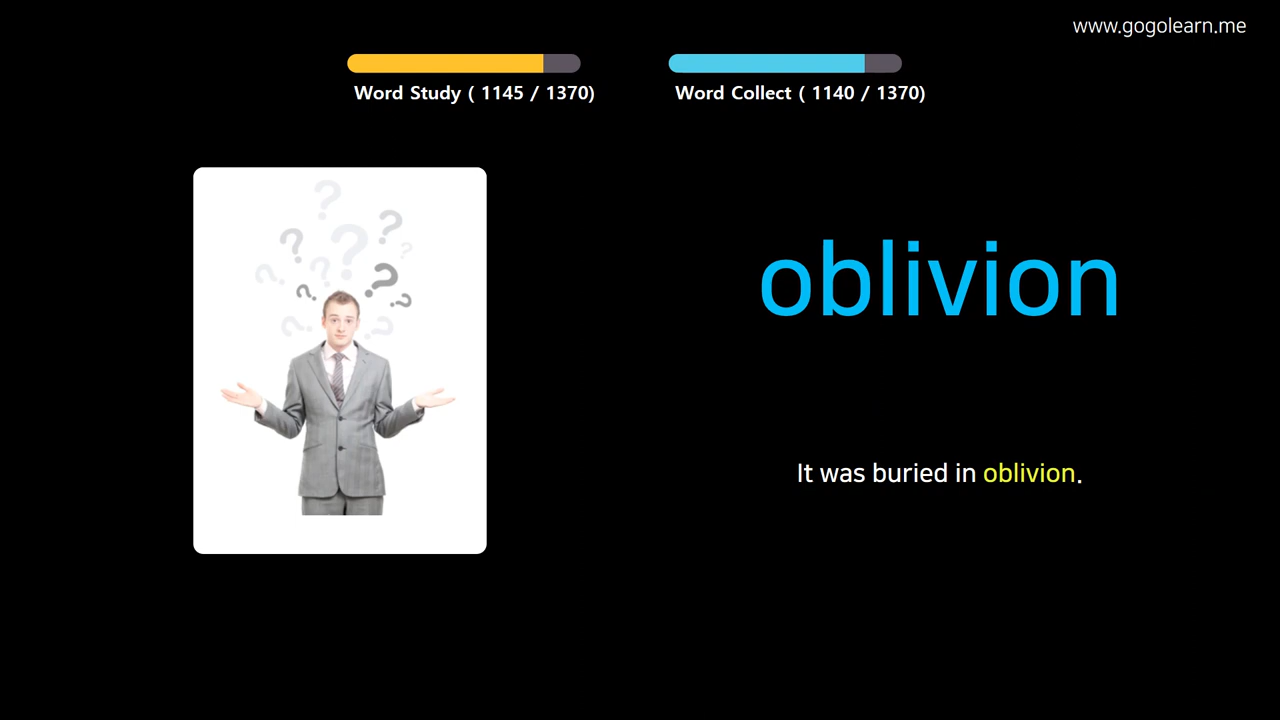 www.gogolearn.me
Word Study ( 1145 / 1370)
Word Collect ( 1140 / 1370)
oblivion
It was buried in oblivion.